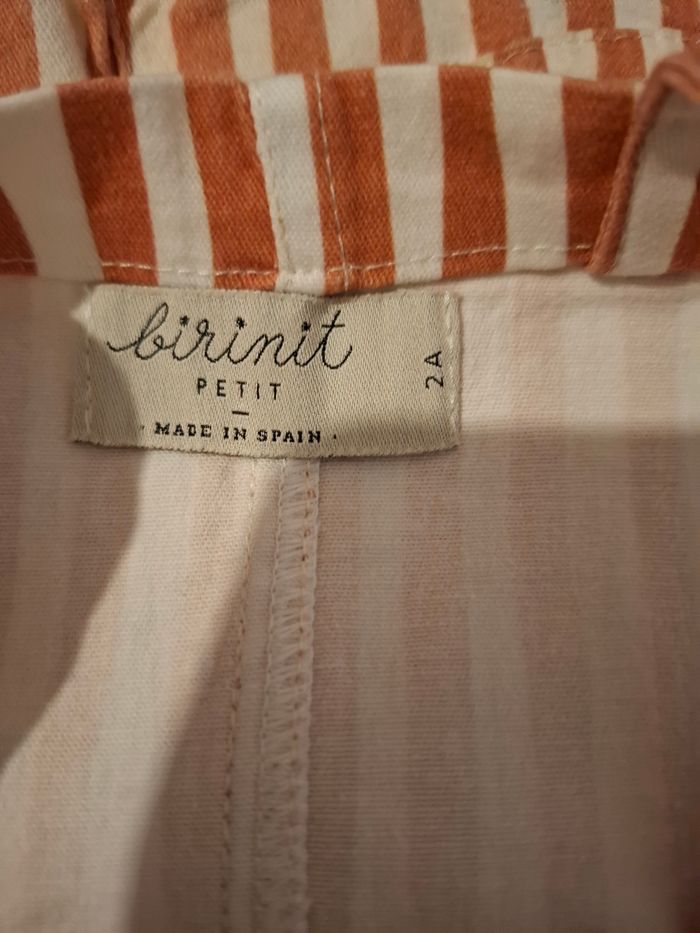 birinit
PETIT
· MADE IN SPAIN ·
2A